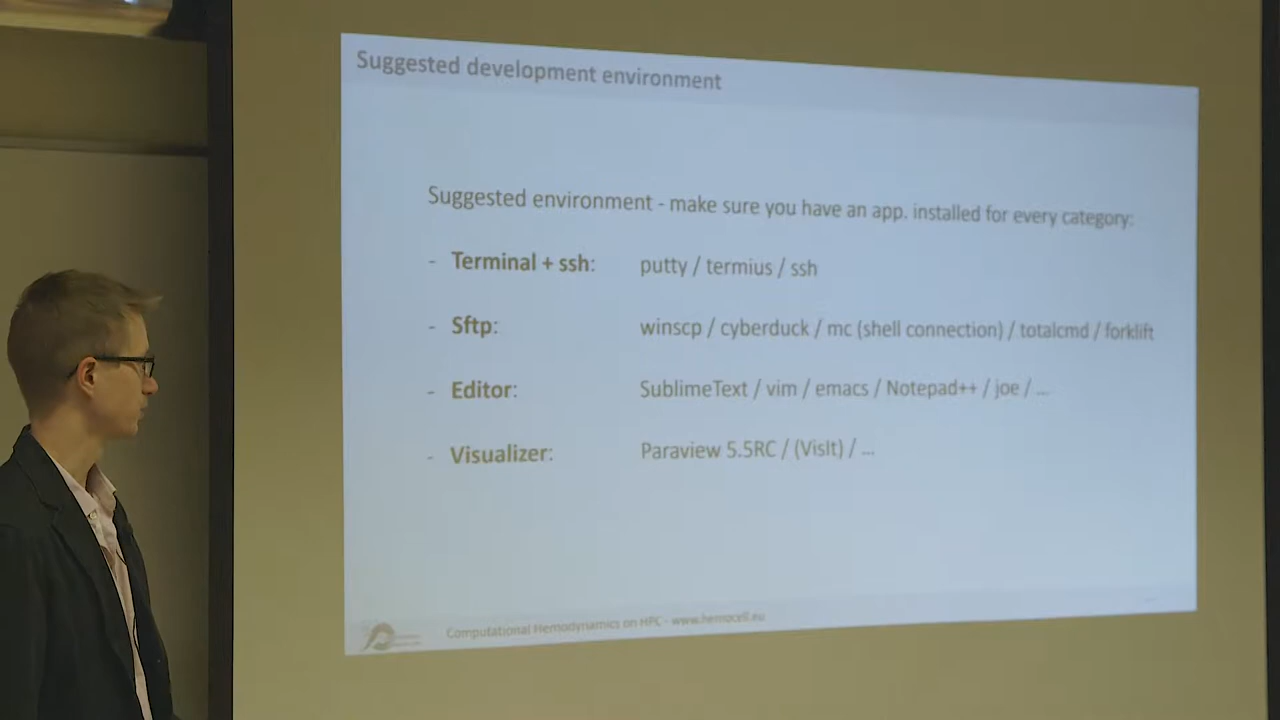 Suggested development environment
Suggested environment - make sure you have an app. installed for every category:
- Terminal + ssh: putty / termius / ssh
- Sftp: winscp / cyberduck / mc (shell connection) / totalcmd / forklift
- Editor: SublimeText / vim / emacs / Notepad++ / joe / ...
- Visualizer: Paraview 5.5RC / (VisIt) / ...
Computational Hemodynamics on HPC - www.hemocell.eu